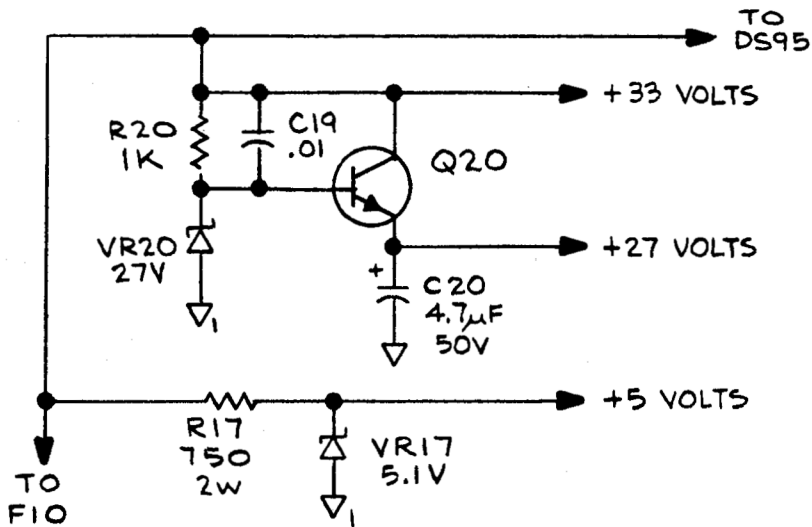 TO
DS95
+33 VOLTS
R20
1K
C19
.01
Q20
VR20
27V
1
+27 VOLTS
+
C20
4.7µF
50V
+5 VOLTS
R17
750
2W
VR17
5.1V
1
TO
F10